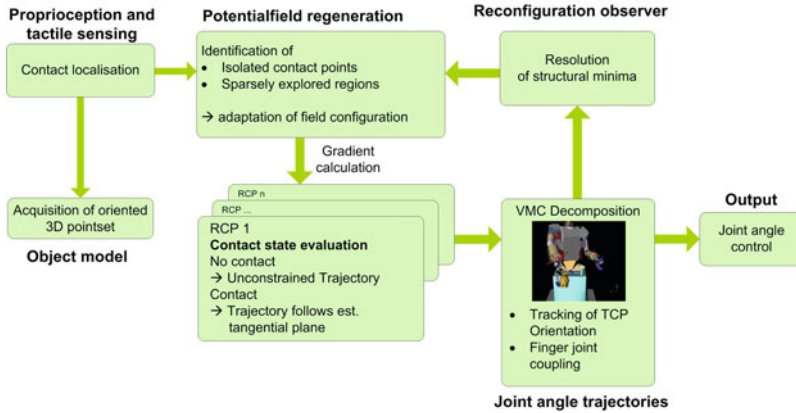 Proprioception and
tactile sensing
Contact localisation
Acquisition of oriented
3D pointset
Object model
Potentialfield regeneration
Identification of
• Isolated contact points
• Sparsely explored regions
→ adaptation of field configuration
Gradient
calculation
RCP n
RCP ...
RCP 1
Contact state evaluation
No contact
→ Unconstrained Trajectory
Contact
→ Trajectory follows est.
tangential plane
Reconfiguration observer
Resolution
of structural minima
VMC Decomposition
• Tracking of TCP
Orientation
• Finger joint
coupling
Joint angle trajectories
Output
Joint angle
control